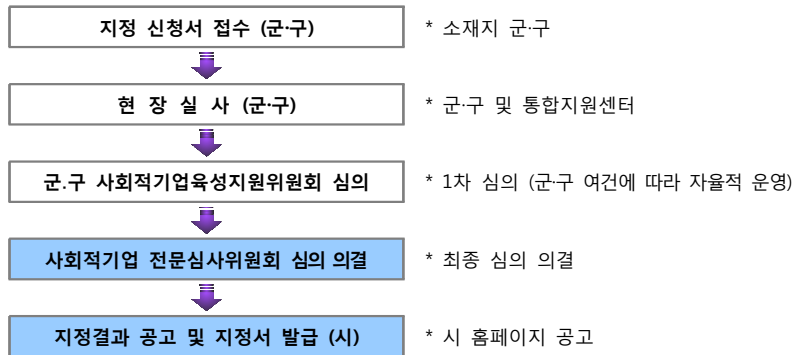 지정 신청서 접수 (군·구) * 소재지 군·구
현 장 실 사 (군·구) * 군·구 및 통합지원센터
군.구 사회적기업육성지원위원회 심의 * 1차 심의 (군·구 여건에 따라 자율적 운영)
사회적기업 전문심사위원회 심의 의결 * 최종 심의 의결
지정결과 공고 및 지정서 발급 (시) * 시 홈페이지 공고